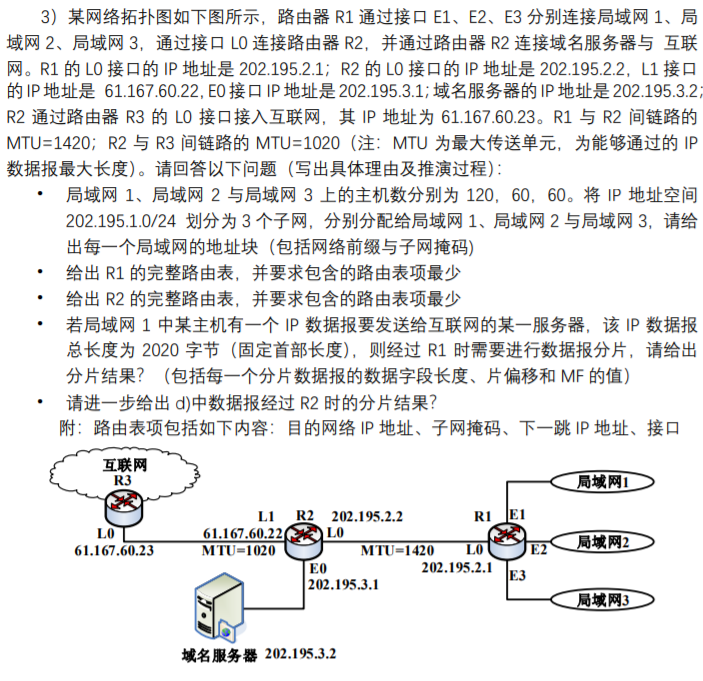 3）某网络拓扑图如下图所示，路由器 R1 通过接口 E1、E2、E3 分别连接局域网 1、局
域网 2、局域网 3，通过接口 L0 连接路由器 R2，并通过路由器 R2 连接域名服务器与 互联
网。R1 的 L0 接口的 IP 地址是 202.195.2.1；R2 的 L0 接口的 IP 地址是 202.195.2.2，L1 接口
的 IP 地址是 61.167.60.22, E0 接口 IP 地址是 202.195.3.1; 域名服务器的 IP 地址是 202.195.3.2;
R2 通过路由器 R3 的 L0 接口接入互联网，其 IP 地址为 61.167.60.23。R1 与 R2 间链路的
MTU=1420；R2 与 R3 间链路的 MTU=1020（注：MTU 为最大传送单元，为能够通过的 IP
数据报最大长度）。请回答以下问题（写出具体理由及推演过程）：
• 局域网 1、局域网 2 与局域网 3 上的主机数分别为 120，60，60。将 IP 地址空间
202.195.1.0/24 划分为 3 个子网，分别分配给局域网 1、局域网 2 与局域网 3，请给
出每一个局域网的地址块（包括网络前缀与子网掩码)
• 给出 R1 的完整路由表，并要求包含的路由表项最少
• 给出 R2 的完整路由表，并要求包含的路由表项最少
• 若局域网 1 中某主机有一个 IP 数据报要发送给互联网的某一服务器，该 IP 数据报
总长度为 2020 字节（固定首部长度），则经过 R1 时需要进行数据报分片，请给出
分片结果？（包括每一个分片数据报的数据字段长度、片偏移和 MF 的值）
• 请进一步给出 d)中数据报经过 R2 时的分片结果？
附：路由表项包括如下内容：目的网络 IP 地址、子网掩码、下一跳 IP 地址、接口
互联网
R3
L0
61.167.60.23
L1
R2
202.195.2.2
61.167.60.22
L0
MTU=1020
MTU=1420
E0
202.195.3.1
R1
E1
L0
E2
202.195.2.1
E3
局域网1
局域网2
局域网3
域名服务器 202.195.3.2